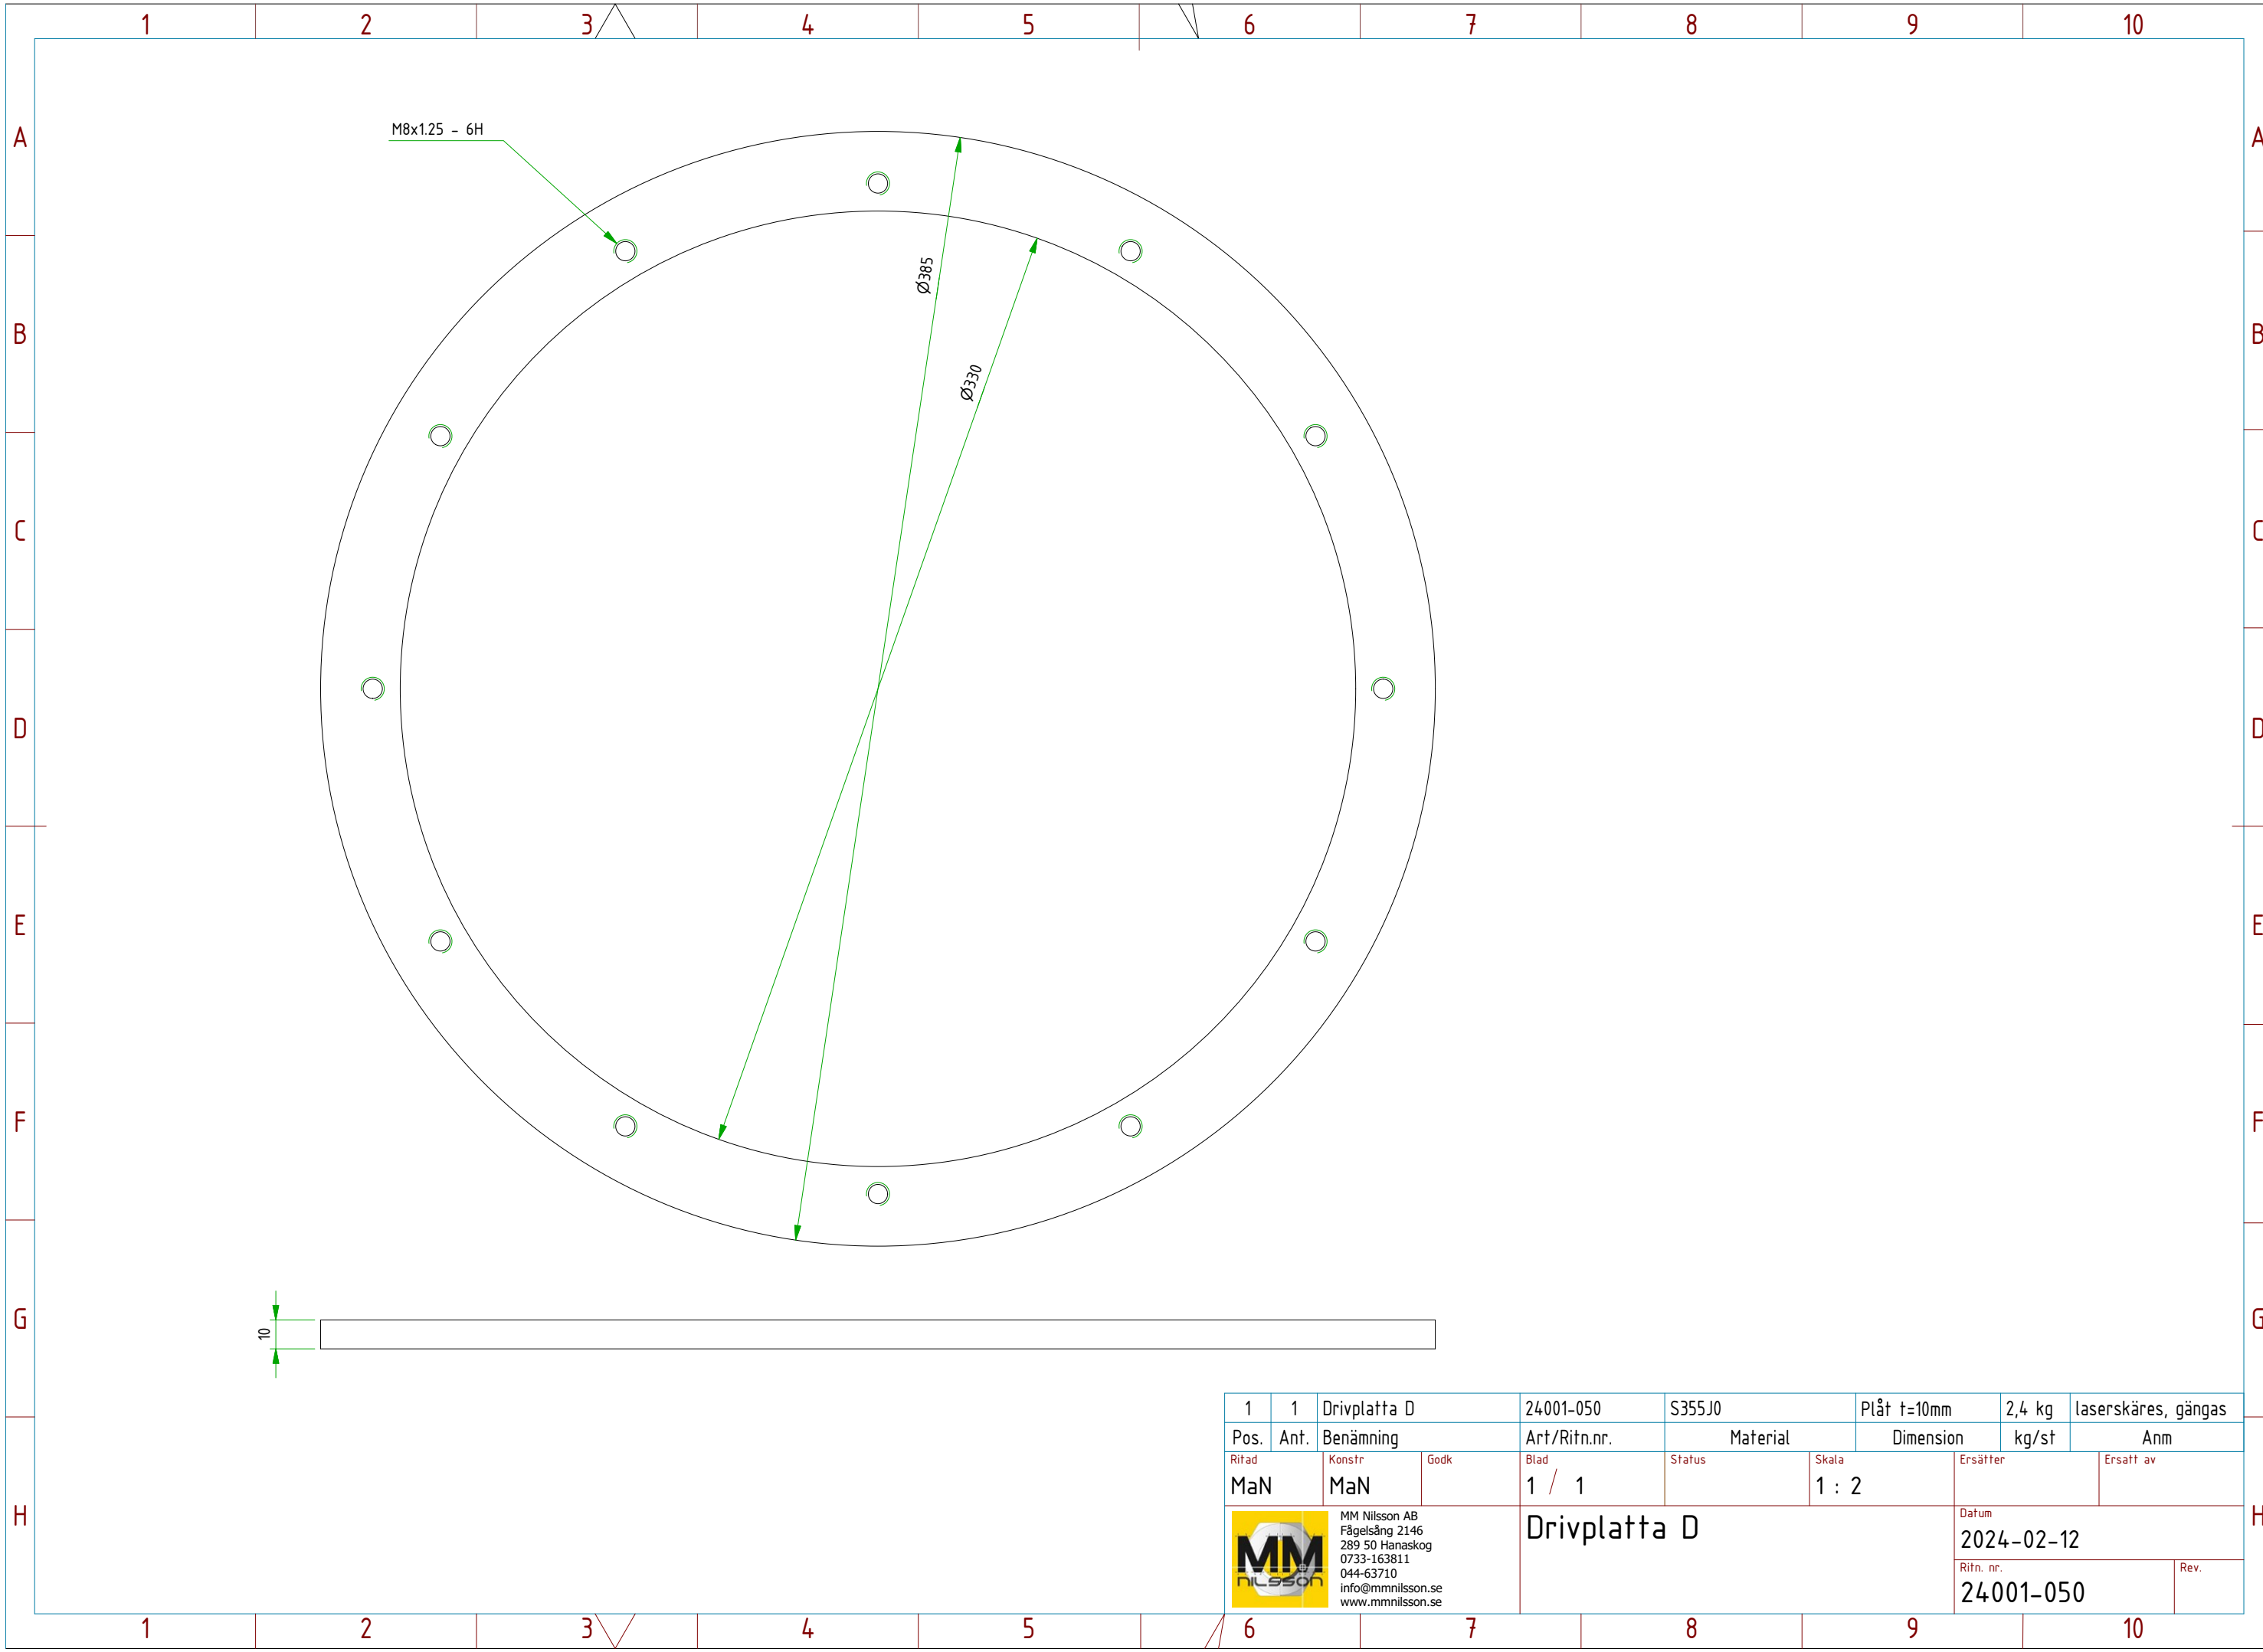 1 2 3 4 5 6 7 8 9 10
A A
M8x1.25 - 6H
Ø385
B B
Ø330
C C
D D
E E
F F
G G
10
1 1 Drivplatta D 24001-050 S355J0 Plåt t=10mm 2,4 kg laserskäres, gängas
Pos. Ant. Benämning Art/Ritn.nr. Material Dimension kg/st Anm
Ritad Konstr Godk Blad Status Skala Ersätter Ersatt av
MaN MaN 1 / 1 1 : 2
H H
MM
nilsson
MM Nilsson AB
Fågelsång 2146
289 50 Hanaskog
0733-163811
044-63710
info@mmnilsson.se
www.mmnilsson.se
Drivplatta D
Datum
2024-02-12
Ritn. nr. Rev.
24001-050
1 2 3 4 5 6 7 8 9 10